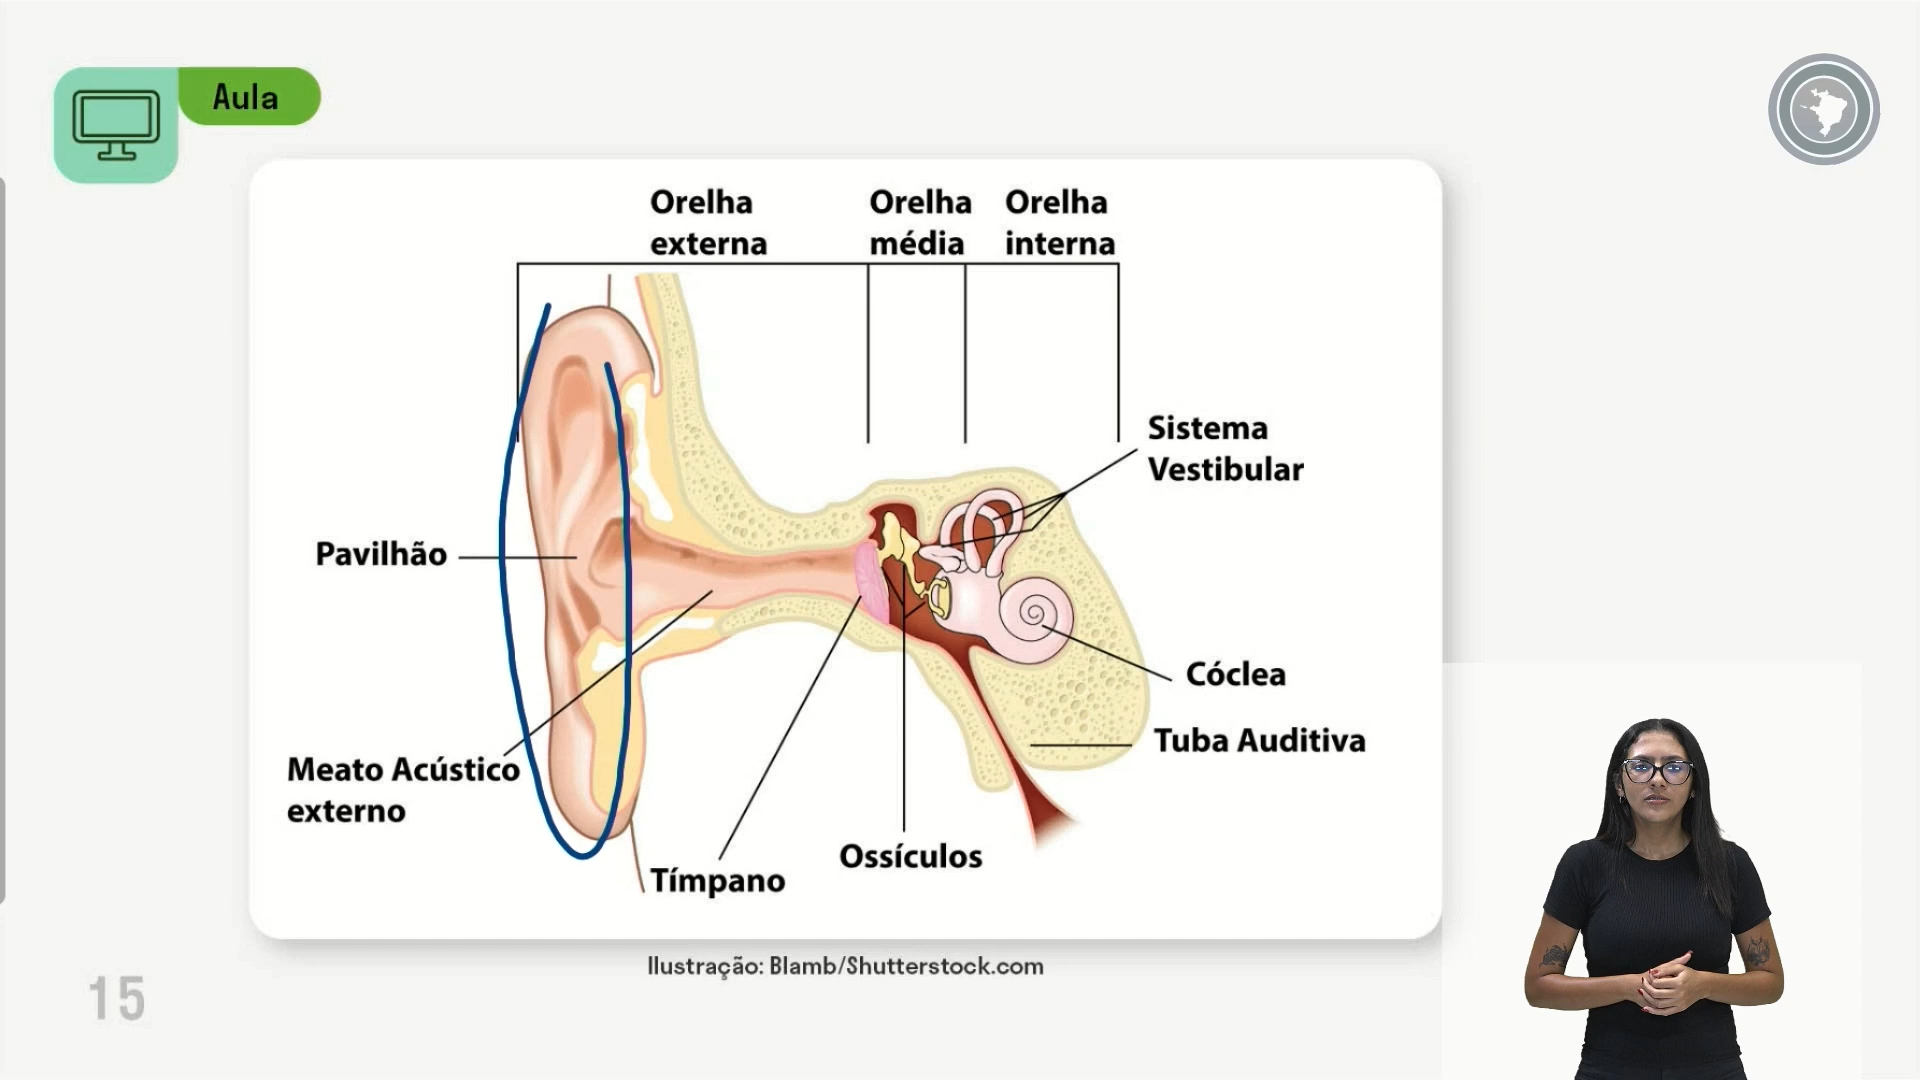 Aula
Orelha
externa
Orelha
média
Orelha
interna
Sistema
Vestibular
Pavilhão
Cóclea
Tuba Auditiva
Meato Acústico
externo
Ossículos
Tímpano
Ilustração: Blamb/Shutterstock.com
15